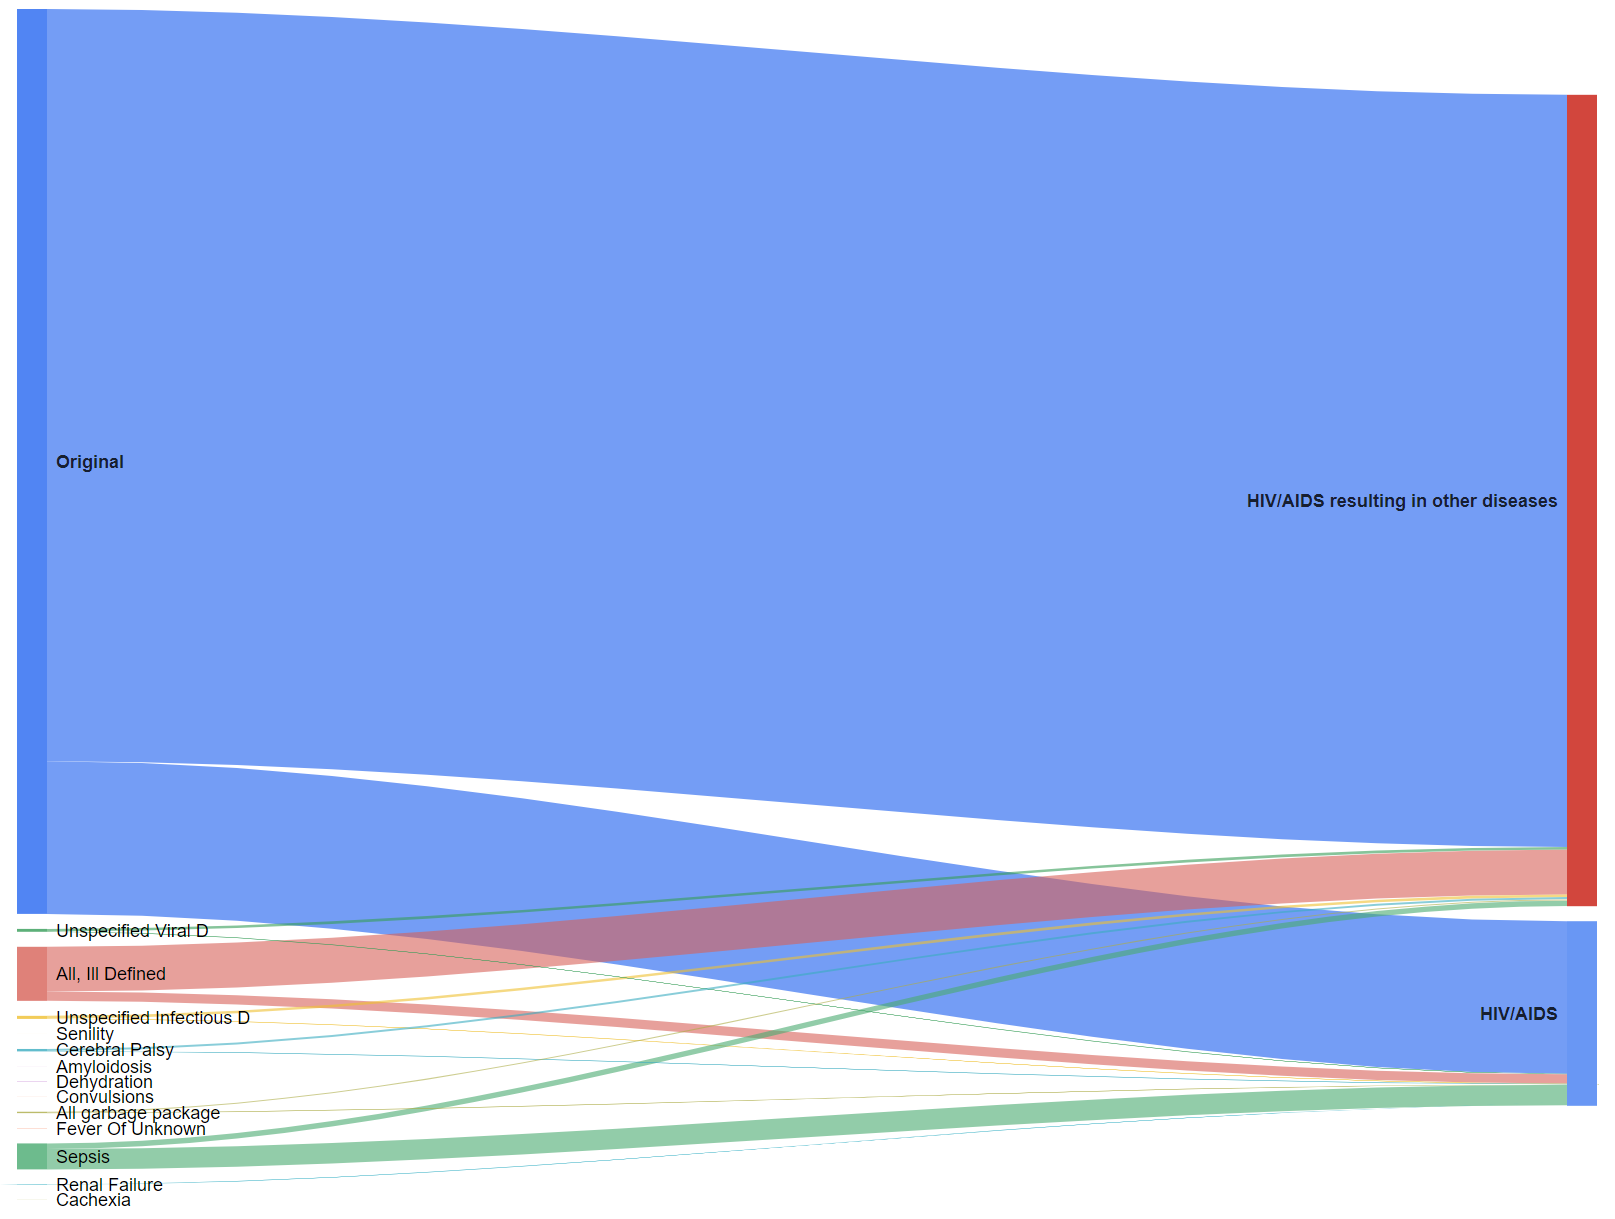 Original
HIV/AIDS resulting in other diseases
Unspecified Viral D
All, Ill Defined
HIV/AIDS
Unspecified Infectious D
Senility
Cerebral Palsy
Amyloidosis
Dehydration
Convulsions
All garbage package
Fever Of Unknown
Sepsis
Renal Failure
Cachexia